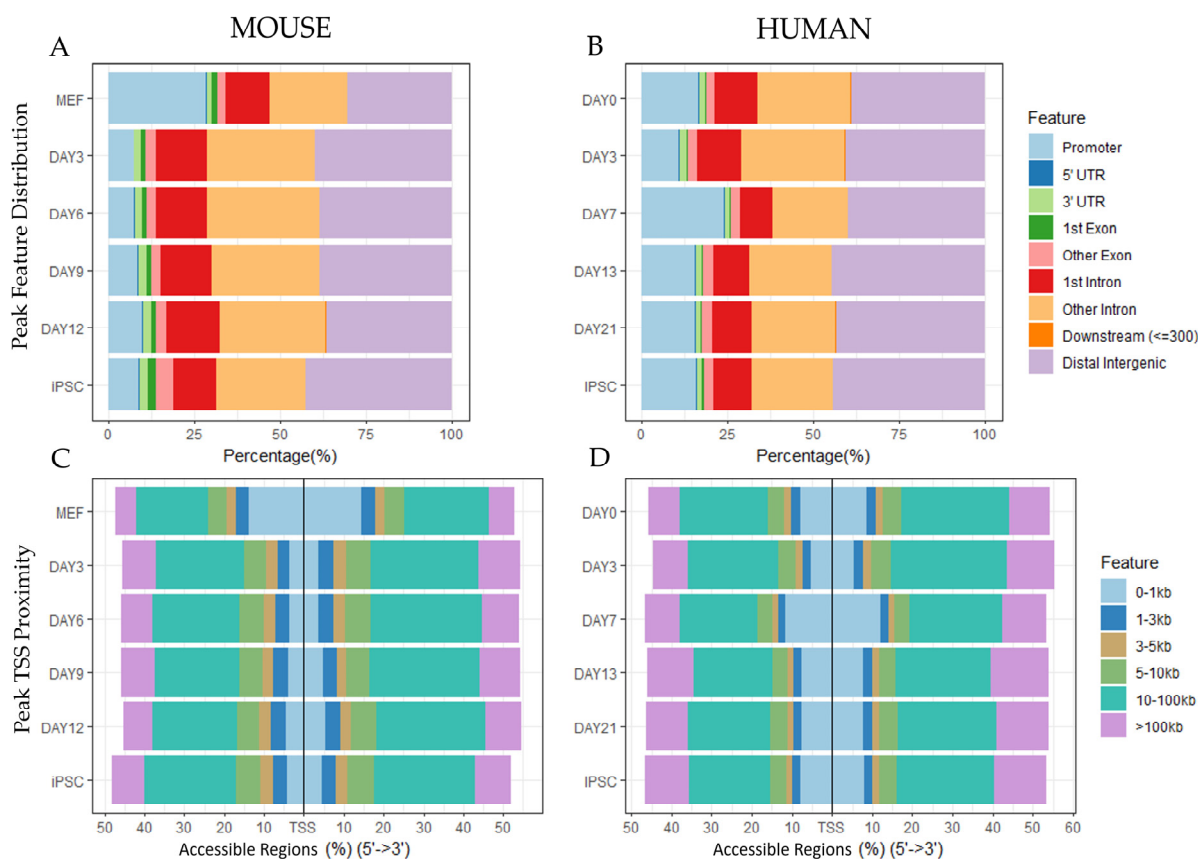 MOUSE
HUMAN
A
B
Peak Feature Distribution
MEF
DAY3
DAY6
DAY9
DAY12
iPSC
0 25 50 75 100
Percentage(%)
DAY0
DAY3
DAY7
DAY13
DAY21
IPSC
0 25 50 75 100
Percentage(%)
Feature
Promoter
5' UTR
3' UTR
1st Exon
Other Exon
1st Intron
Other Intron
Downstream (<=300)
Distal Intergenic
C
D
Peak TSS Proximity
MEF
DAY3
DAY6
DAY9
DAY12
iPSC
50 40 30 20 10 TSS 10 20 30 40 50
Accessible Regions (%) (5'->3')
DAY0
DAY3
DAY7
DAY13
DAY21
IPSC
50 40 30 20 10 TSS 10 20 30 40 50 60
Accessible Regions (%) (5'->3')
Feature
0-1kb
1-3kb
3-5kb
5-10kb
10-100kb
>100kb